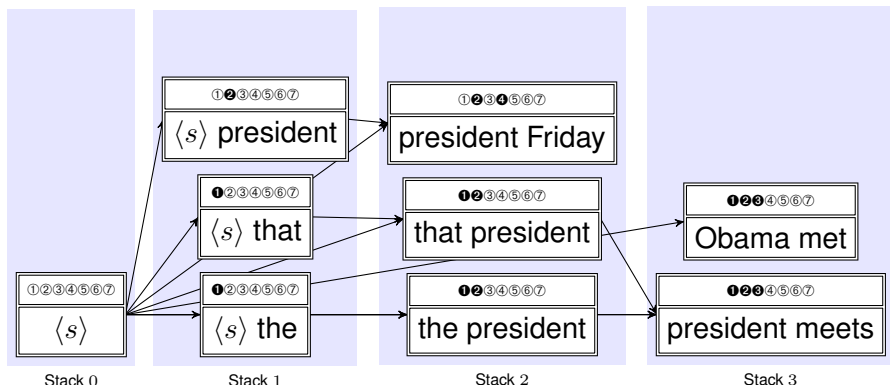 ①❷③④⑤⑥⑦
⟨s⟩ president
①❷③❹⑤⑥⑦
president Friday
❶②③④⑤⑥⑦
⟨s⟩ that
❶❷③④⑤⑥⑦
that president
❶❷❸④⑤⑥⑦
Obama met
①②③④⑤⑥⑦
⟨s⟩
❶②③④⑤⑥⑦
⟨s⟩ the
❶❷③④⑤⑥⑦
the president
❶❷❸④⑤⑥⑦
president meets
Stack 0
Stack 1
Stack 2
Stack 3